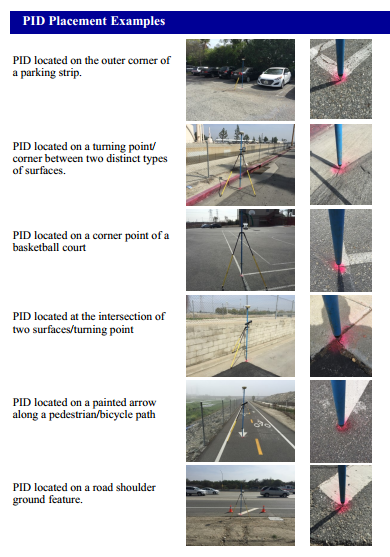 PID Placement Examples
PID located on the outer corner of
a parking strip.
PID located on a turning point/
corner between two distinct types
of surfaces.
PID located on a corner point of a
basketball court
PID located at the intersection of
two surfaces/turning point
PID located on a painted arrow
along a pedestrian/bicycle path
PID located on a road shoulder
ground feature.